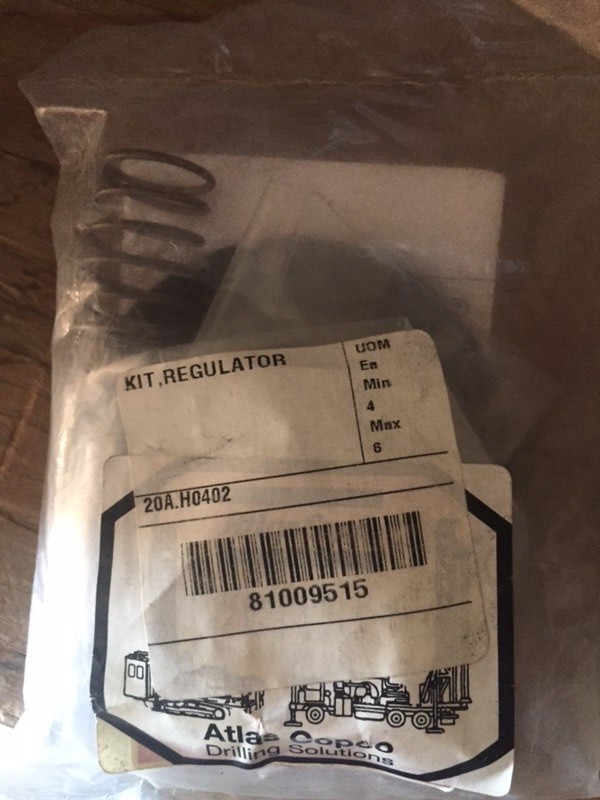 KIT,REGULATOR
UOM
Ea
Min
4
Max
6
20A.H0402
81009515
Atlas Copco
Drilling Solutions